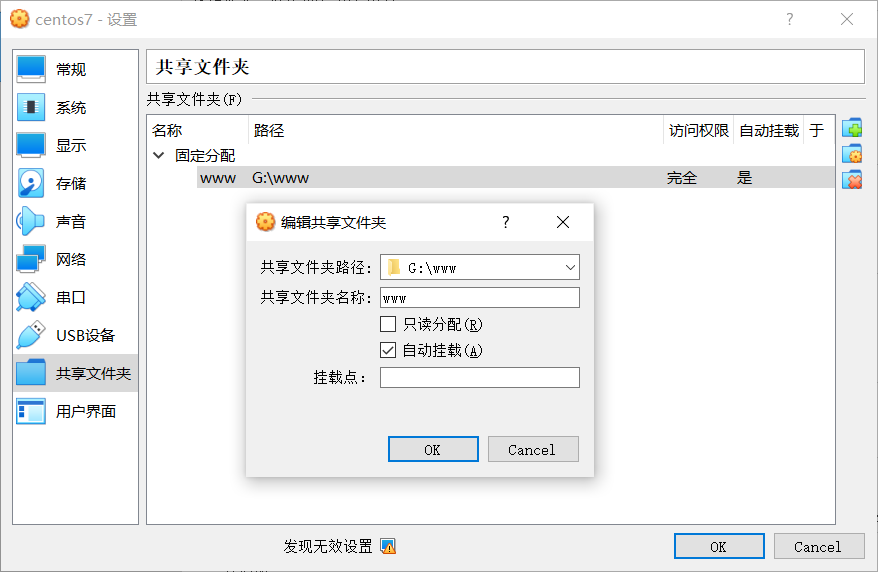 centos7 - 设置
常规
系统
显示
存储
声音
网络
串口
USB设备
共享文件夹
用户界面
共享文件夹
共享文件夹(F)
名称 路径 访问权限 自动挂载 于
固定分配
www G:\www 完全 是
编辑共享文件夹 ?
共享文件夹路径: G:\www
共享文件夹名称: www
只读分配(R)
自动挂载(A)
挂载点:
OK Cancel
发现无效设置
OK Cancel